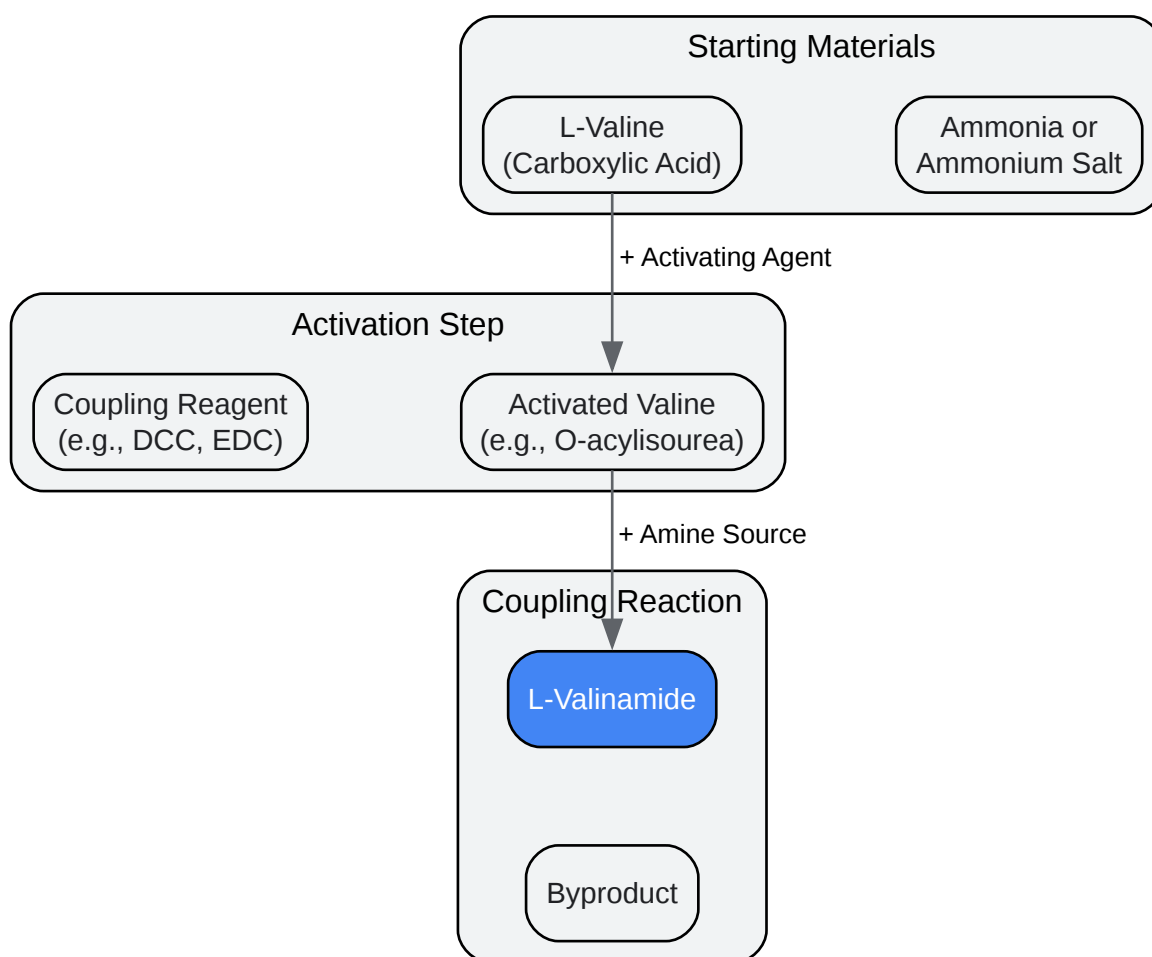 Starting Materials
L-Valine
(Carboxylic Acid)
Ammonia or
Ammonium Salt
+ Activating Agent
Activation Step
Coupling Reagent
(e.g., DCC, EDC)
Activated Valine
(e.g., O-acylisourea)
+ Amine Source
Coupling Reaction
L-Valinamide
Byproduct